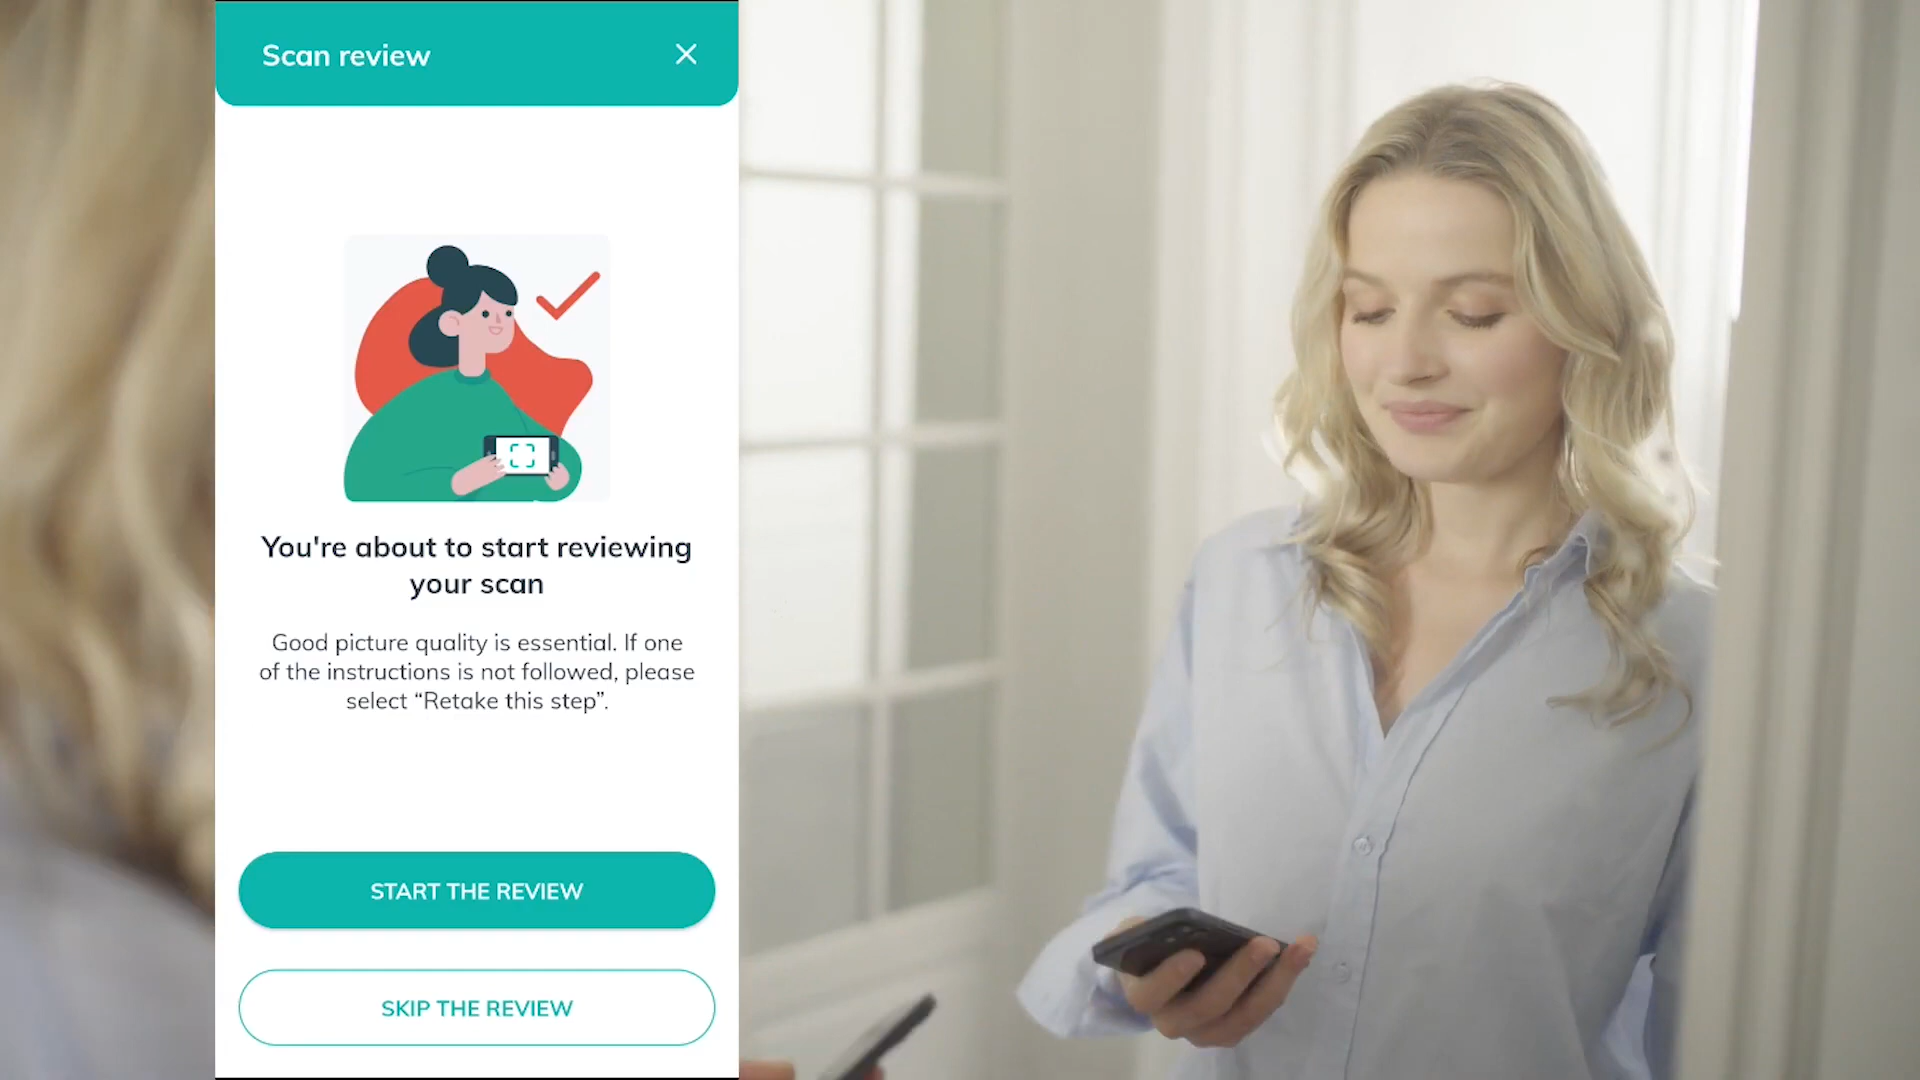 Scan review
You're about to start reviewing
your scan
Good picture quality is essential. If one
of the instructions is not followed, please
select “Retake this step”.
START THE REVIEW
SKIP THE REVIEW